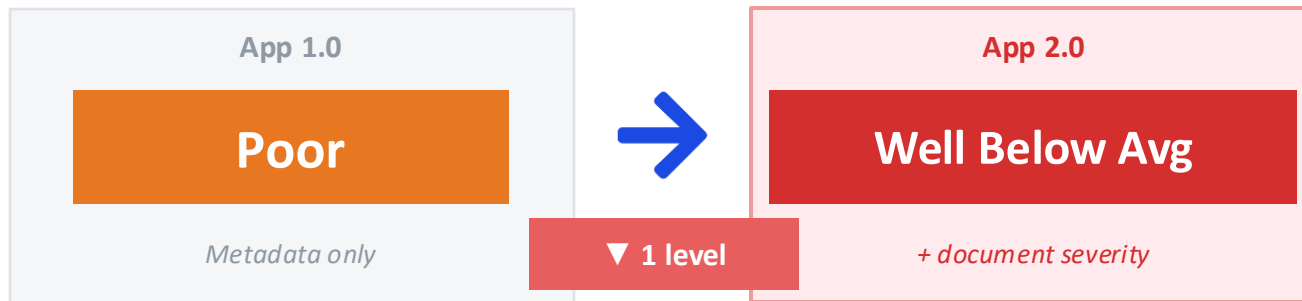 App 1.0
Poor
Metadata only
▼ 1 level
App 2.0
Well Below Avg
+ document severity